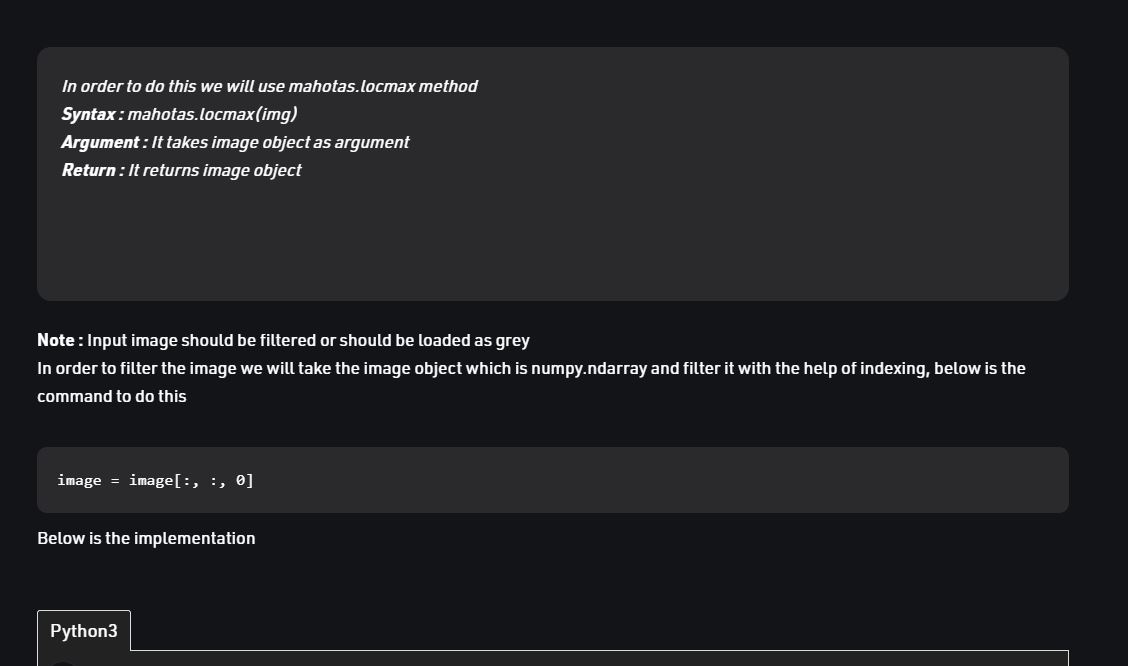 In order to do this we will use mahotas.locmax method
Syntax : mahotas.locmax(img)
Argument : It takes image object as argument
Return : It returns image object
Note : Input image should be filtered or should be loaded as grey
In order to filter the image we will take the image object which is numpy.ndarray and filter it with the help of indexing, below is the
command to do this
image = image[:, :, 0]
Below is the implementation
Python3